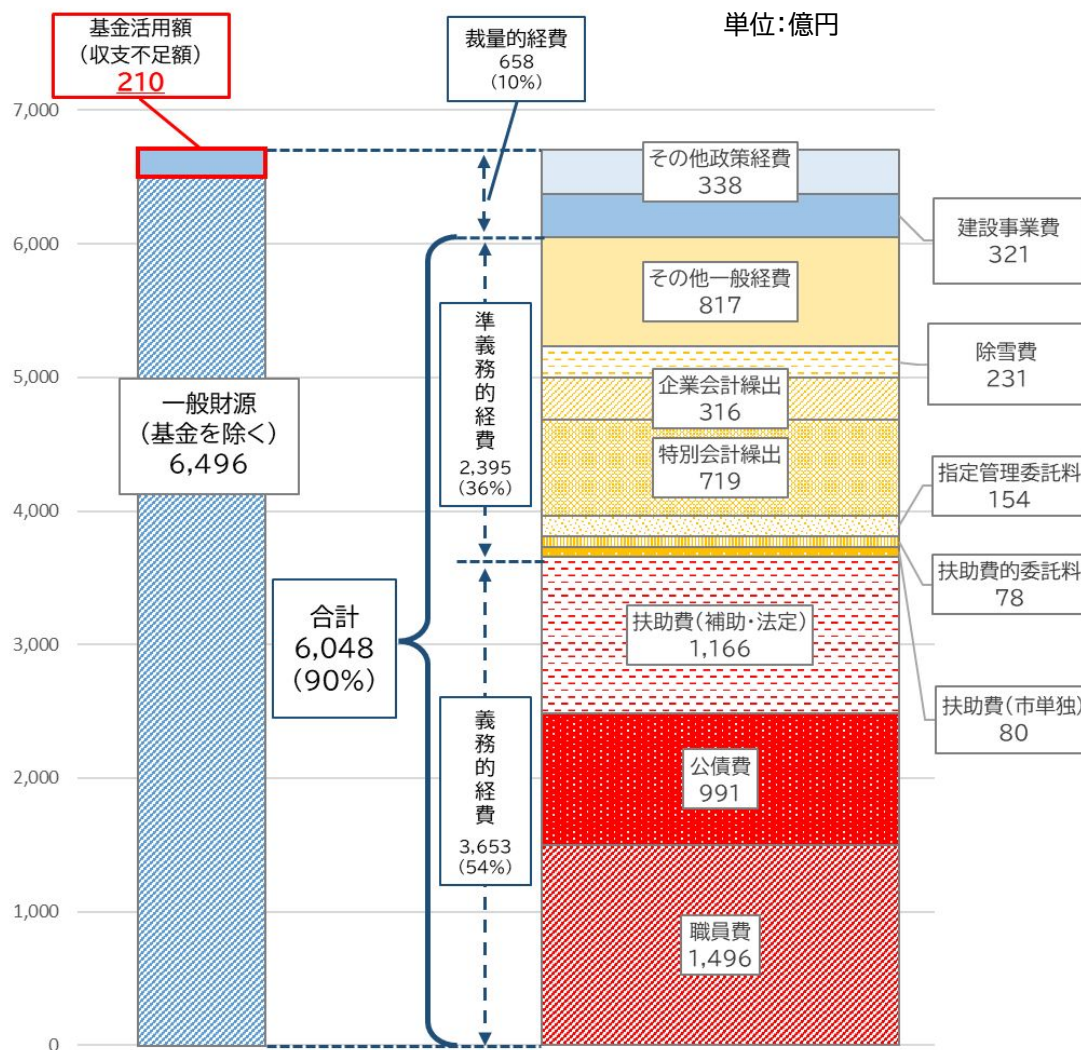 単位:億円
基金活用額
(収支不足額)
210
裁量的経費
658
(10%)
7,000
6,000
5,000
4,000
3,000
2,000
1,000
0
一般財源
(基金を除く)
6,496
合計
6,048
(90%)
準義務的経費
2,395
(36%)
義務的経費
3,653
(54%)
その他政策経費
338
建設事業費
321
その他一般経費
817
除雪費
231
企業会計繰出
316
特別会計繰出
719
指定管理委託料
154
扶助費的委託料
78
扶助費(市単独)
80
扶助費(補助・法定)
1,166
公債費
991
職員費
1,496